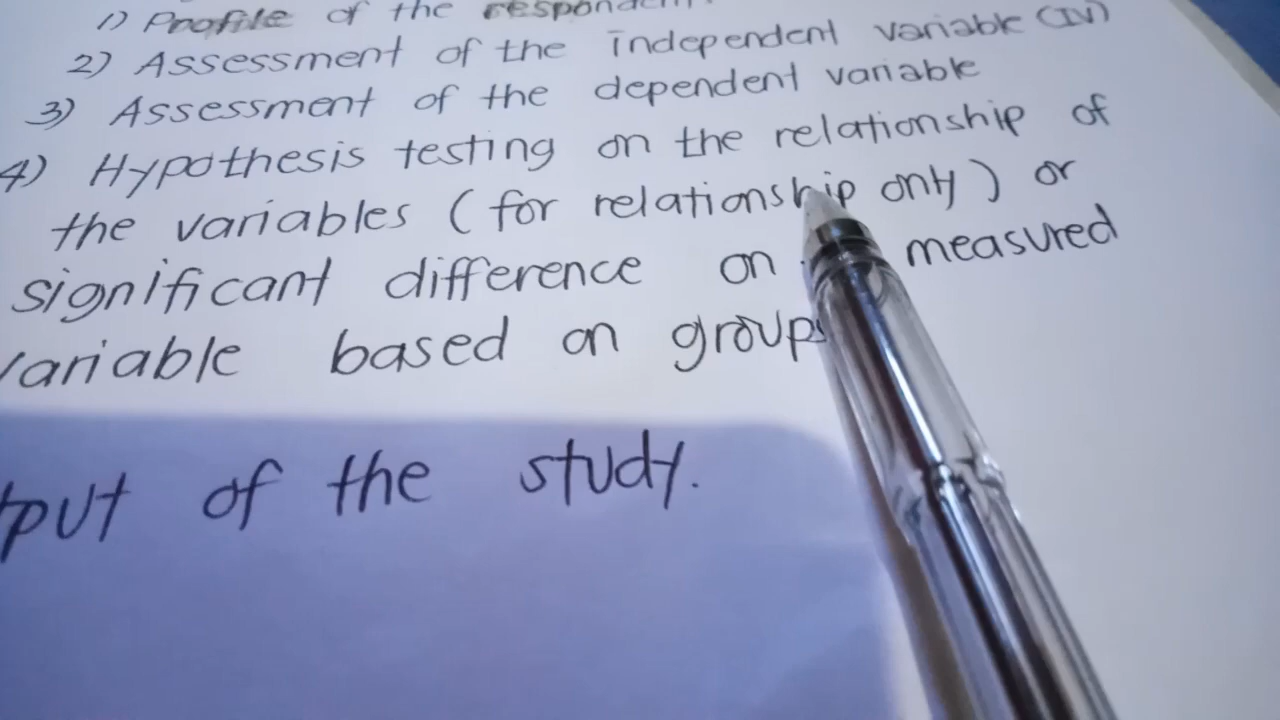 1) Profile of the respondent
2) Assessment of the independent variable (IV)
3) Assessment of the dependent variable
4) Hypothesis testing on the relationship of
the variables (for relationship only) or
significant difference on measured
variable based on groups
tput of the study.